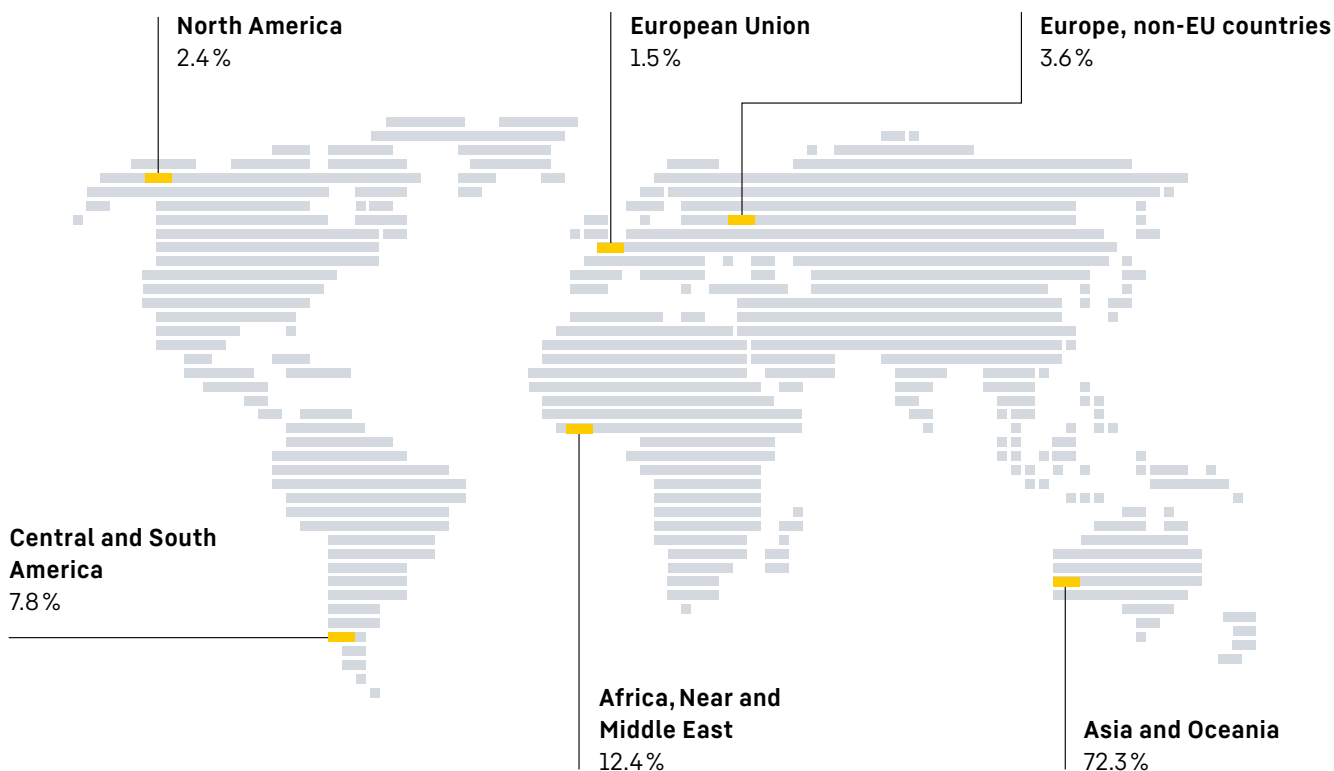 North America
2.4 %
European Union
1.5 %
Europe, non-EU countries
3.6 %
Central and South
America
7.8 %
Africa, Near and
Middle East
12.4 %
Asia and Oceania
72.3 %